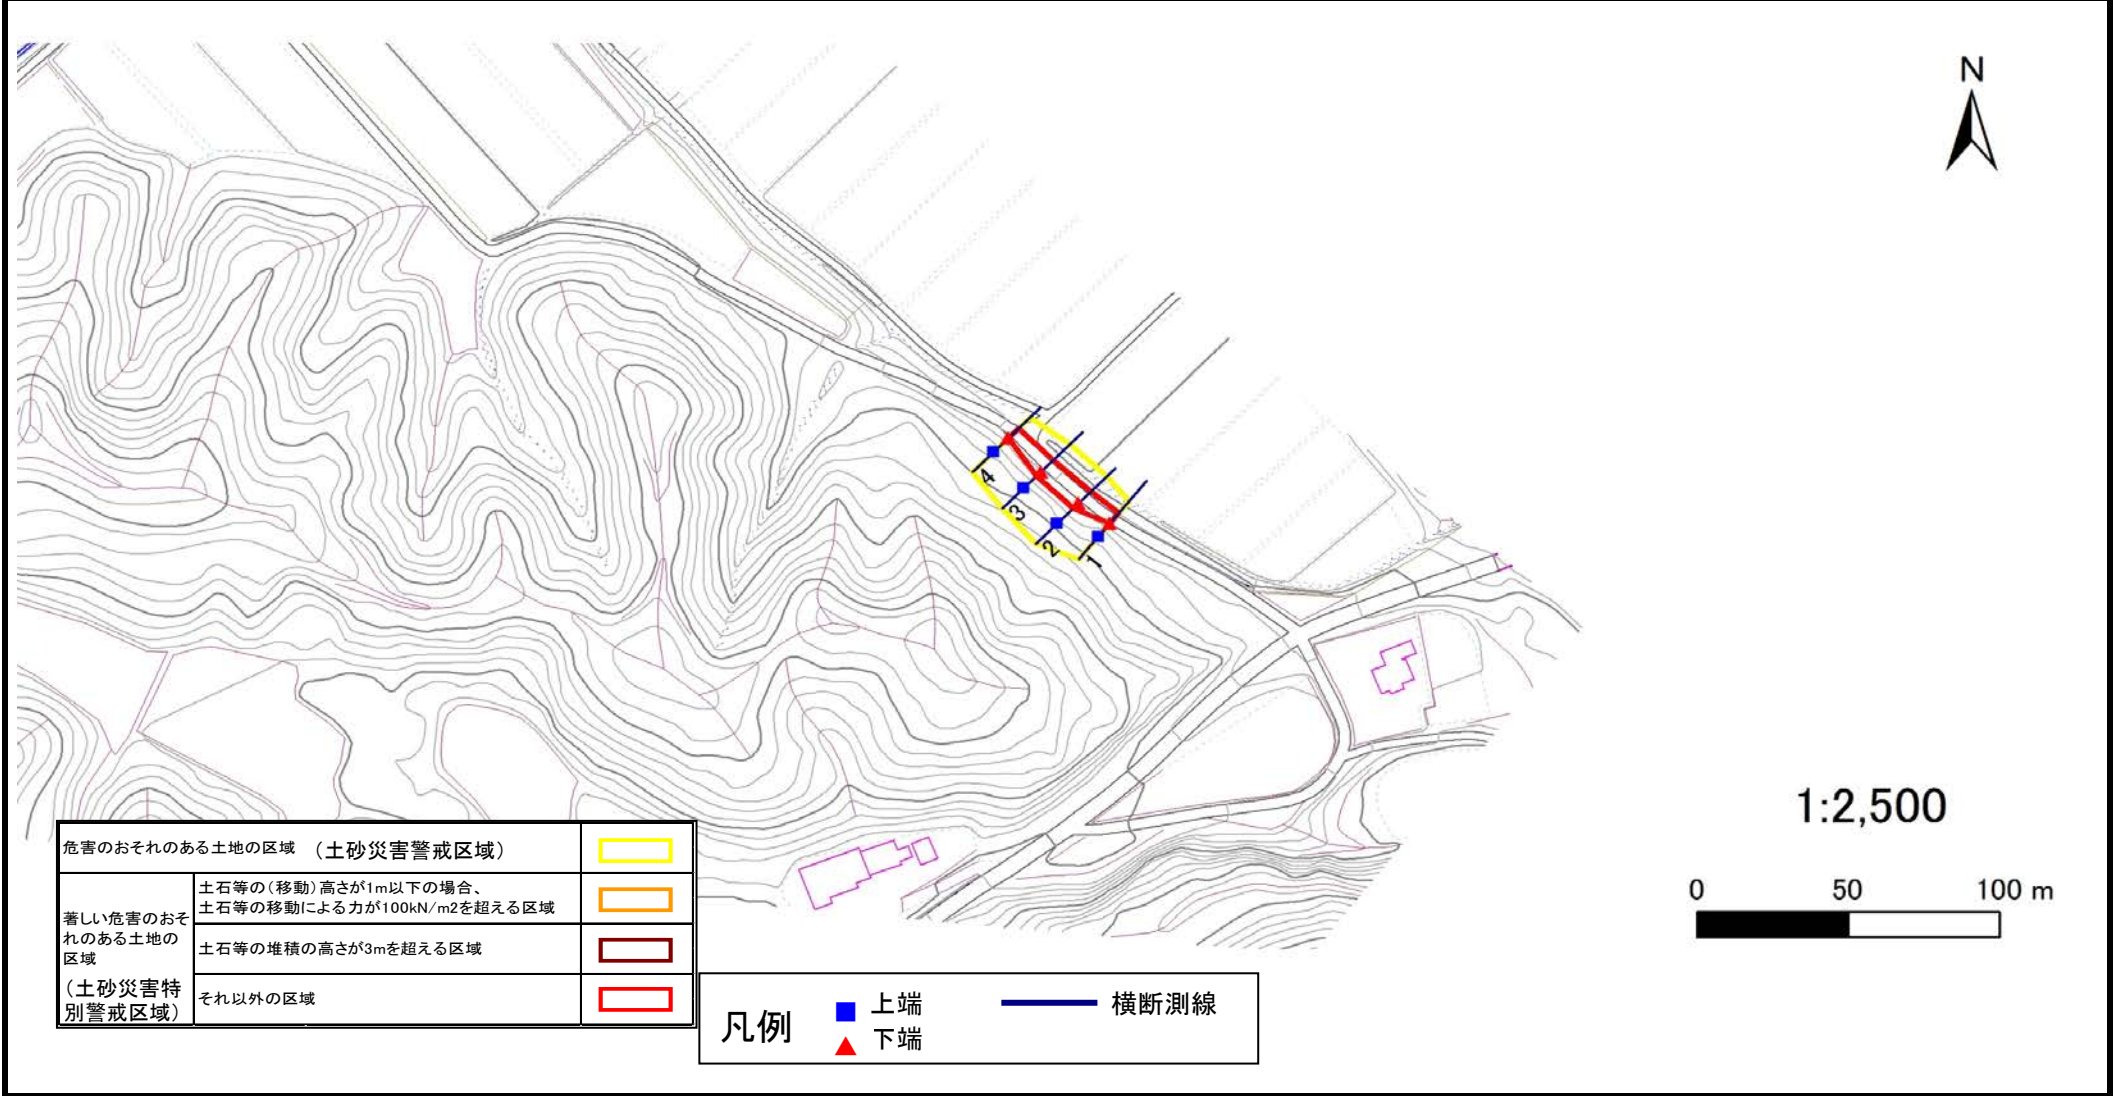 N
4
3
2
1
1:2,500
0 50 100 m
危害のおそれのある土地の区域 (土砂災害警戒区域)
著しい危害のおそ
れのある土地の
区域
(土砂災害特
別警戒区域)
土石等の(移動)高さが1m以下の場合、
土石等の移動による力が100kN/m2を超える区域
土石等の堆積の高さが3mを超える区域
それ以外の区域
凡例
上端
下端
横断測線